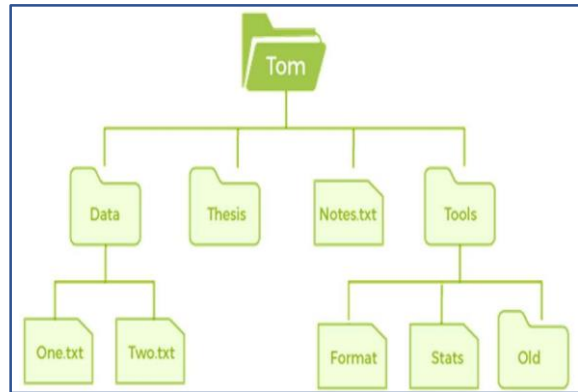 Tom
Data
Thesis
Notes.txt
Tools
One.txt
Two.txt
Format
Stats
Old